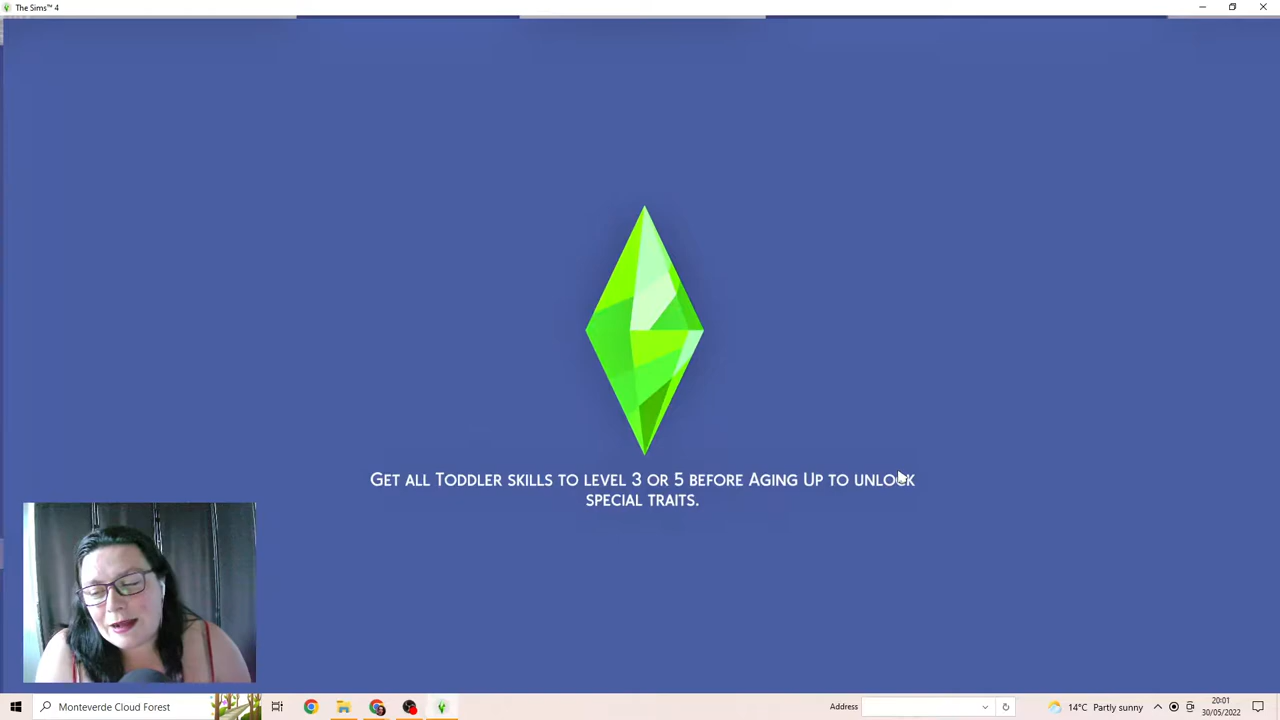 The Sims™ 4
Get all Toddler skills to level 3 or 5 before Aging Up to unlock
special traits.
Monteverde Cloud Forest
Address
14°C Partly sunny
20:01
30/05/2022